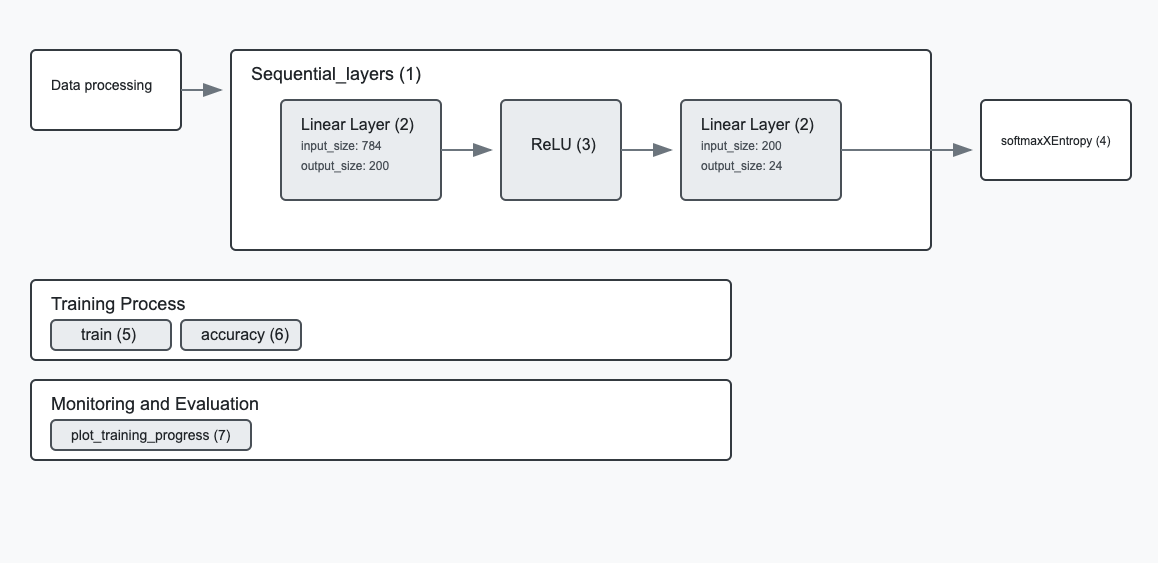 Data processing
Sequential_layers (1)
Linear Layer (2)
input_size: 784
output_size: 200
ReLU (3)
Linear Layer (2)
input_size: 200
output_size: 24
softmaxXEntropy (4)
Training Process
train (5)
accuracy (6)
Monitoring and Evaluation
plot_training_progress (7)